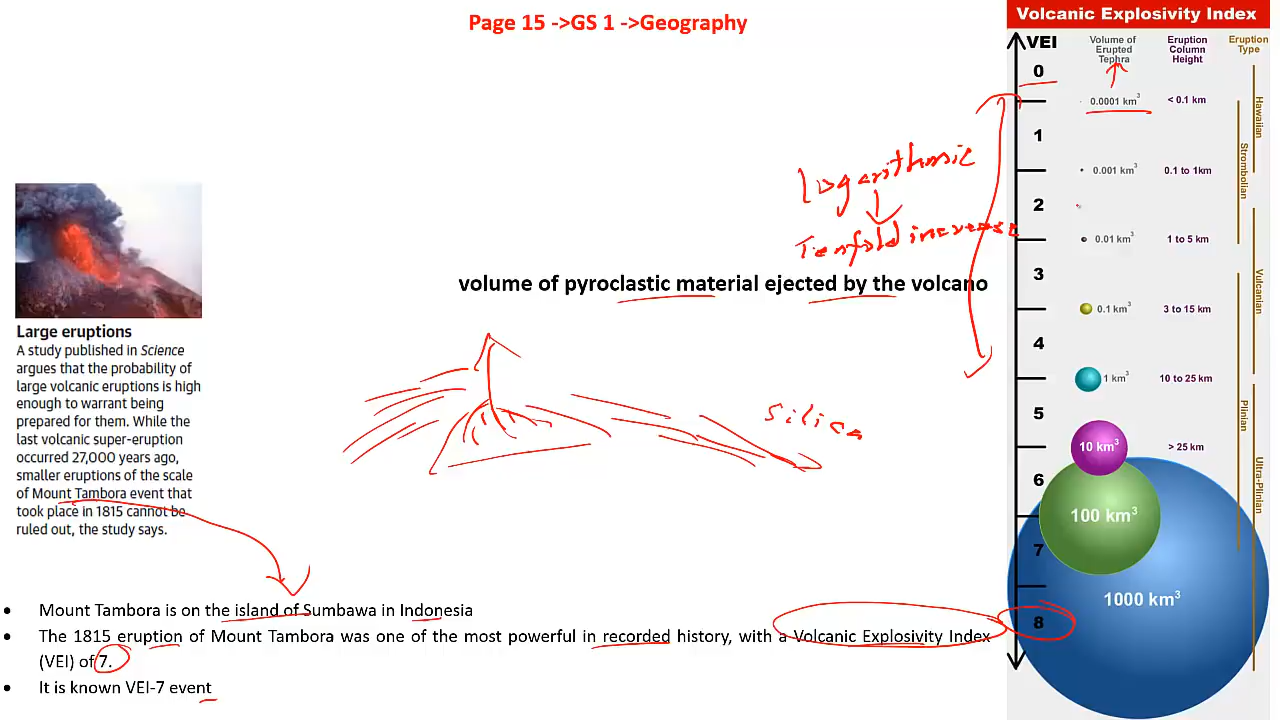 Page 15 ->GS 1 ->Geography
Volcanic Explosivity Index
VEI
Volume of
Erupted
Tephra
Eruption
Column
Height
Eruption
Type
0
0.0001 km3
< 0.1 km
1
0.001 km3
0.1 to 1km
2
0.01 km3
1 to 5 km
3
0.1 km3
3 to 15 km
4
1 km3
10 to 25 km
5
10 km3
> 25 km
6
100 km3
7
1000 km3
8
Hawaiian
Strombolian
Vulcanian
Plinian
Ultra-Plinian
Logarithmic
Tenfold increase
volume of pyroclastic material ejected by the volcano
Silica
Large eruptions
A study published in Science
argues that the probability of
large volcanic eruptions is high
enough to warrant being
prepared for them. While the
last volcanic super-eruption
occurred 27,000 years ago,
smaller eruptions of the scale
of Mount Tambora event that
took place in 1815 cannot be
ruled out, the study says.
• Mount Tambora is on the island of Sumbawa in Indonesia
• The 1815 eruption of Mount Tambora was one of the most powerful in recorded history, with a Volcanic Explosivity Index
(VEI) of 7.
• It is known VEI-7 event